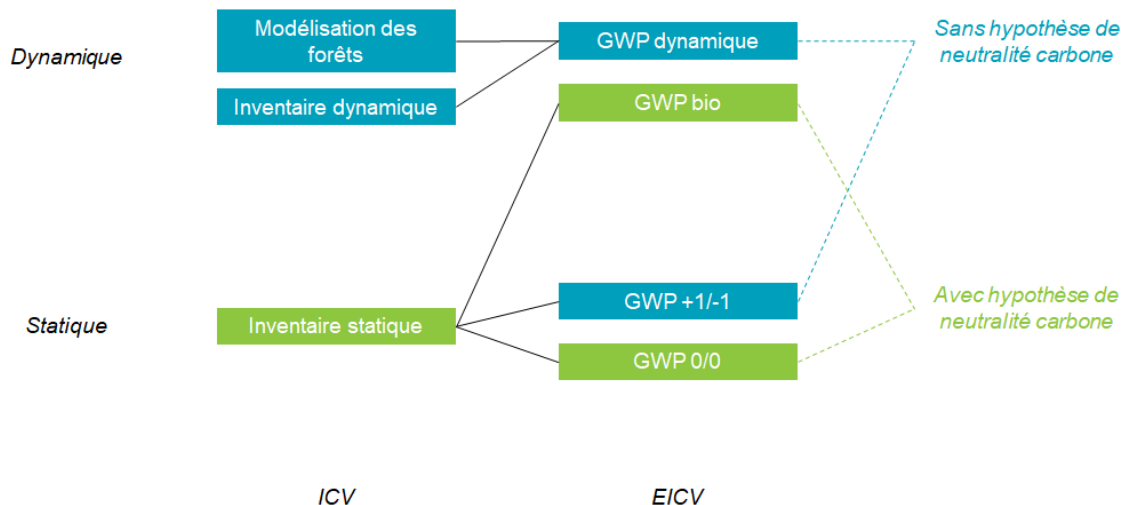 Dynamique
Modélisation des
forêts
Inventaire dynamique
GWP dynamique
GWP bio
Sans hypothèse de
neutralité carbone
Statique
Inventaire statique
GWP +1/-1
GWP 0/0
Avec hypothèse de
neutralité carbone
ICV
EICV